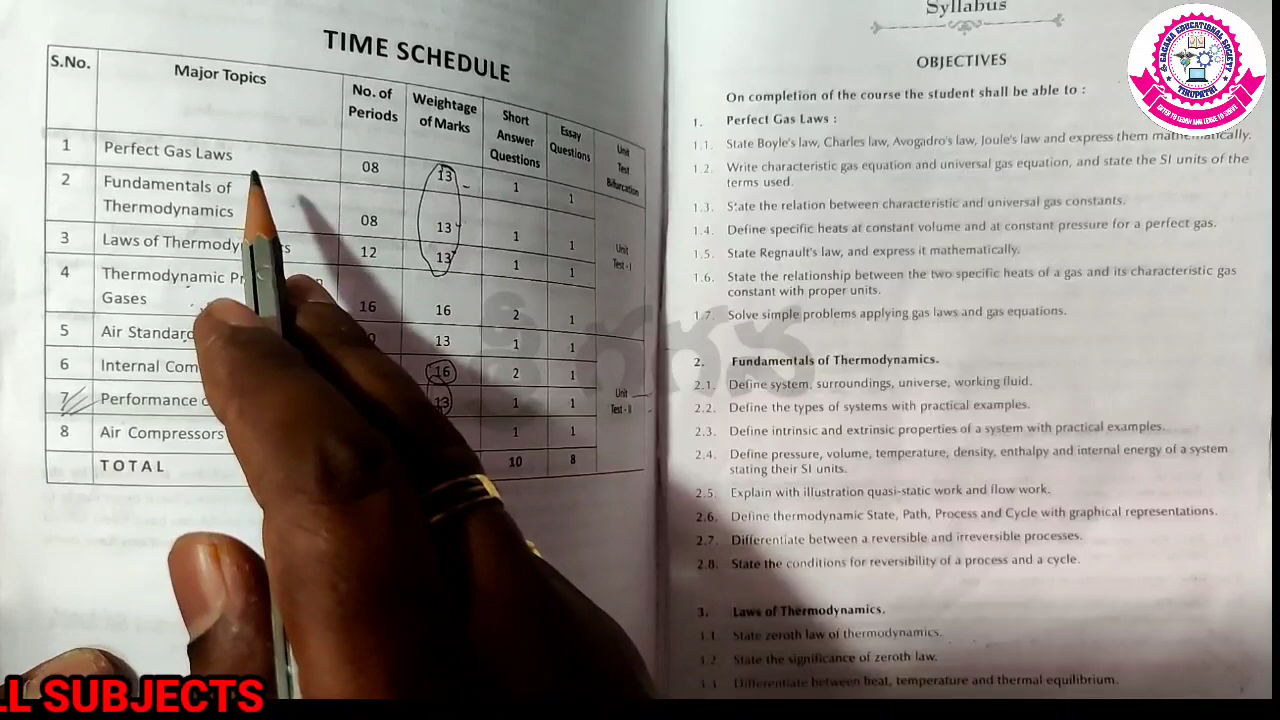 TIME SCHEDULE
S.No. Major Topics No. of Periods Weightage of Marks Short Answer Questions Essay Questions Unit Test Bifurcation
1 Perfect Gas Laws 08 13 1 1
2 Fundamentals of Thermodynamics 08 13 1 1
3 Laws of 12 13 1 1
4 Thermodynamic 16 16 2 1
Gases
5 Air 13 1 1
6 Internal 16 2 1
7 Performance 13 1 1
8 Air Compressors 1 1
TOTAL 10 8
Unit Test - I
Unit Test - II
Syllabus
OBJECTIVES
On completion of the course the student shall be able to :
1. Perfect Gas Laws :
1.1. State Boyle's law, Charles law, Avogadro's law, Joule's law and express them mathematically.
1.2. Write characteristic gas equation and universal gas equation, and state the SI units of the
terms used.
1.3. State the relation between characteristic and universal gas constants.
1.4. Define specific heats at constant volume and at constant pressure for a perfect gas.
1.5. State Regnault's law, and express it mathematically.
1.6. State the relationship between the two specific heats of a gas and its characteristic gas
constant with proper units.
1.7. Solve simple problems applying gas laws and gas equations.
2. Fundamentals of Thermodynamics.
2.1. Define system, surroundings, universe, working fluid.
2.2. Define the types of systems with practical examples.
2.3. Define intrinsic and extrinsic properties of a system with practical examples.
2.4. Define pressure, volume, temperature, density, enthalpy and internal energy of a system
stating their SI units.
2.5. Explain with illustration quasi-static work and flow work.
2.6. Define thermodynamic State, Path, Process and Cycle with graphical representations.
2.7. Differentiate between a reversible and irreversible processes.
2.8. State the conditions for reversibility of a process and a cycle.
3. Laws of Thermodynamics.
3.1. State zeroth law of thermodynamics.
3.2. State the significance of zeroth law.
3.3. Differentiate between heat, temperature and thermal equilibrium.
GAGANA EDUCATIONAL SOCIETY
TIRUPATHI
ENTER TO LEARN AND LEAVE TO SERVE
LL SUBJECTS